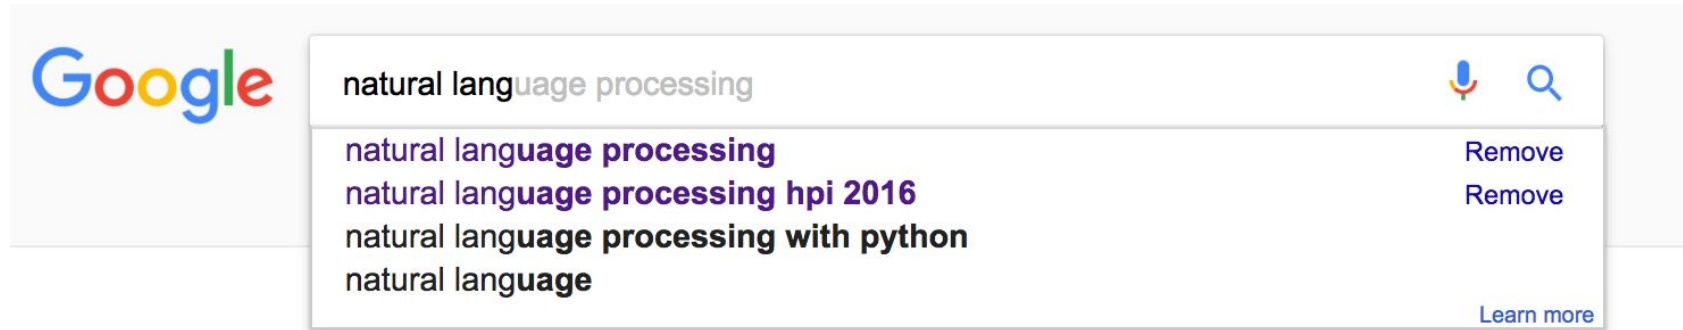 Google
natural language processing
natural language processing Remove
natural language processing hpi 2016 Remove
natural language processing with python
natural language
Learn more